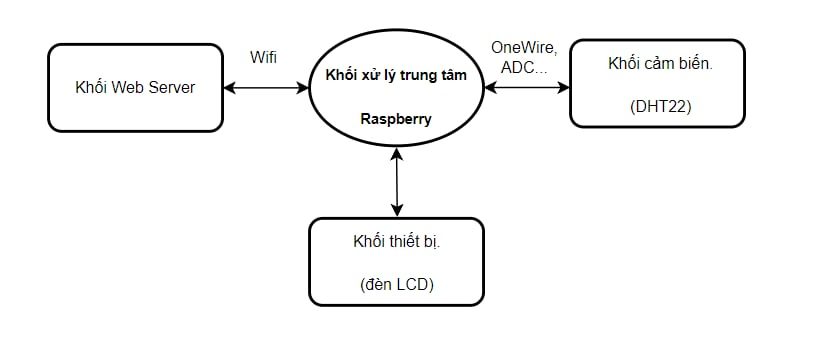 Khối Web Server
Wifi
Khối xử lý trung tâm
Raspberry
OneWire,
ADC...
Khối cảm biến.
(DHT22)
Khối thiết bị.
(đèn LCD)